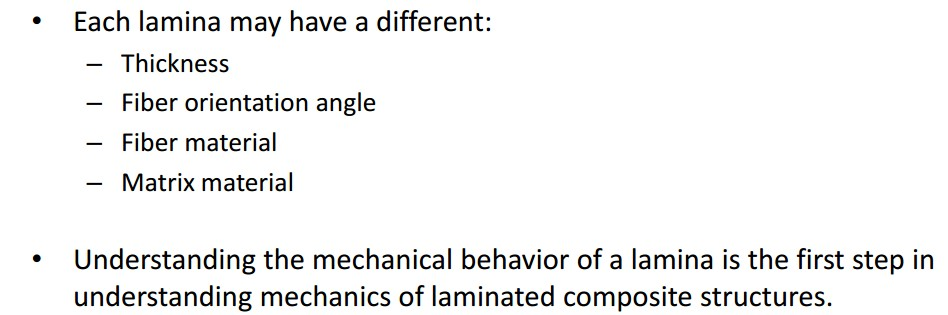 • Each lamina may have a different:
– Thickness
– Fiber orientation angle
– Fiber material
– Matrix material
• Understanding the mechanical behavior of a lamina is the first step in
understanding mechanics of laminated composite structures.